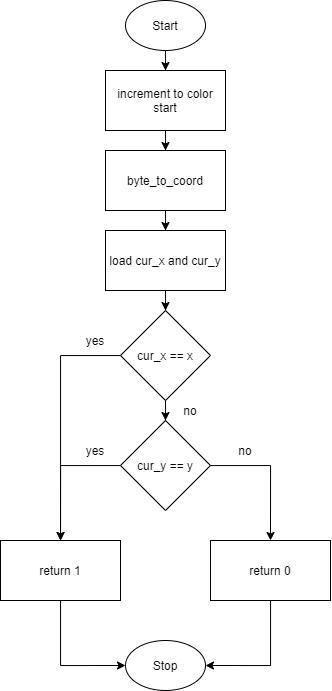 Start
increment to color
start
byte_to_coord
load cur_x and cur_y
yes
cur_x == x
no
yes
cur_y == y
no
return 1
return 0
Stop